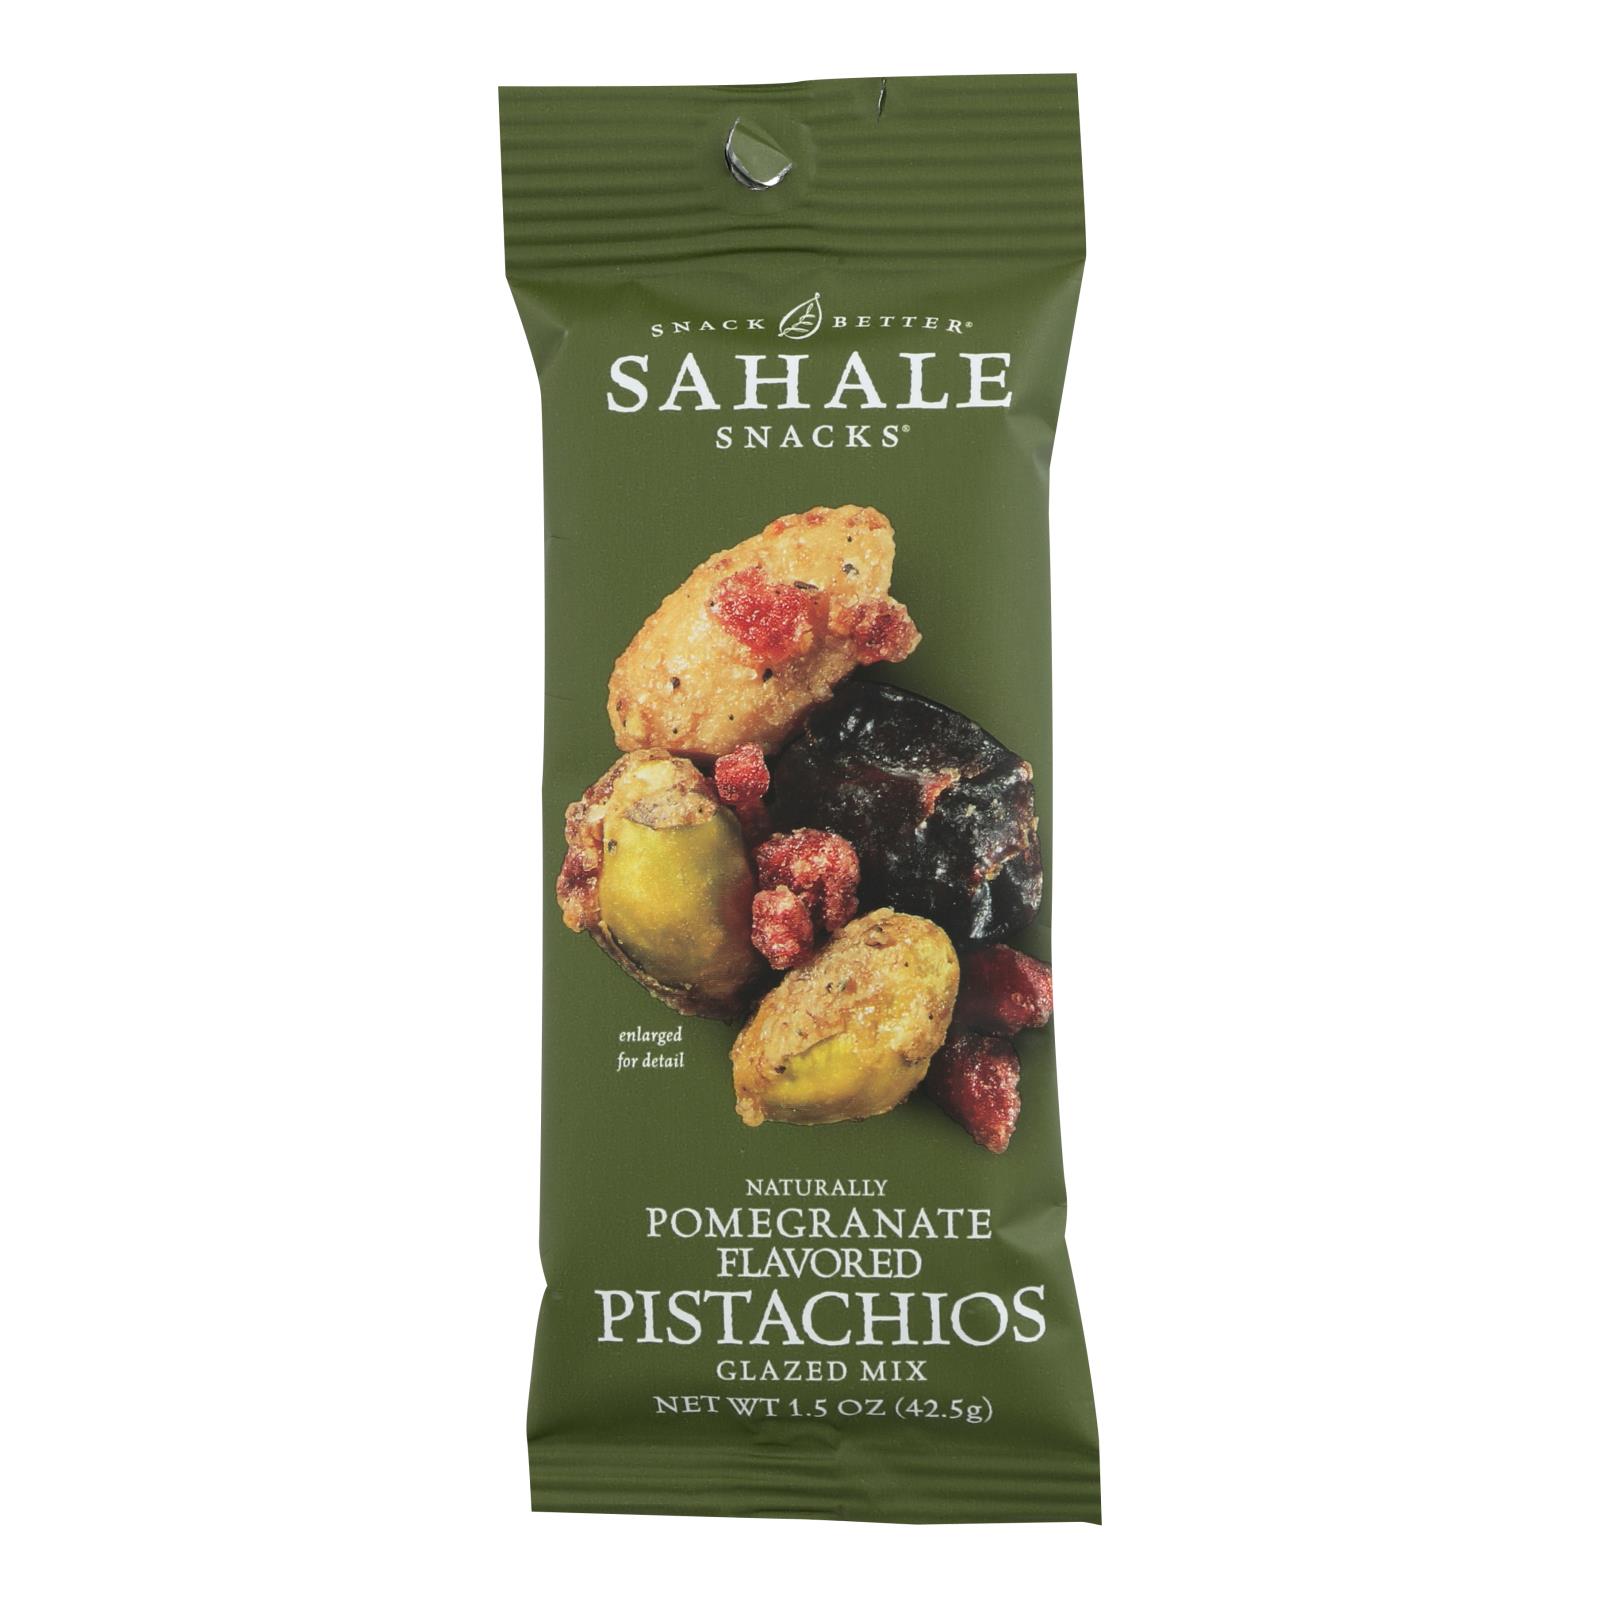 SNACK BETTER®
SAHALE
SNACKS®
enlarged
for detail
NATURALLY
POMEGRANATE
FLAVORED
PISTACHIOS
GLAZED MIX
NET WT 1.5 OZ (42.5g)